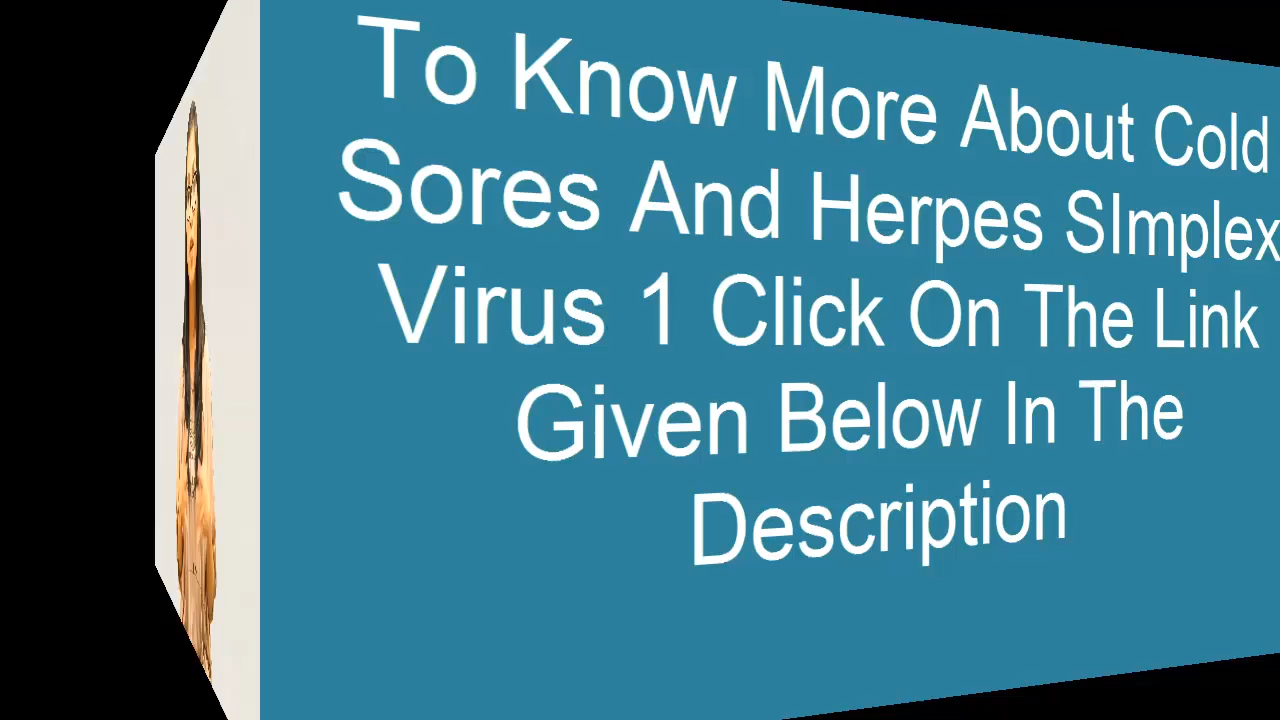 To Know More About Cold
Sores And Herpes SImplex
Virus 1 Click On The Link
Given Below In The
Description